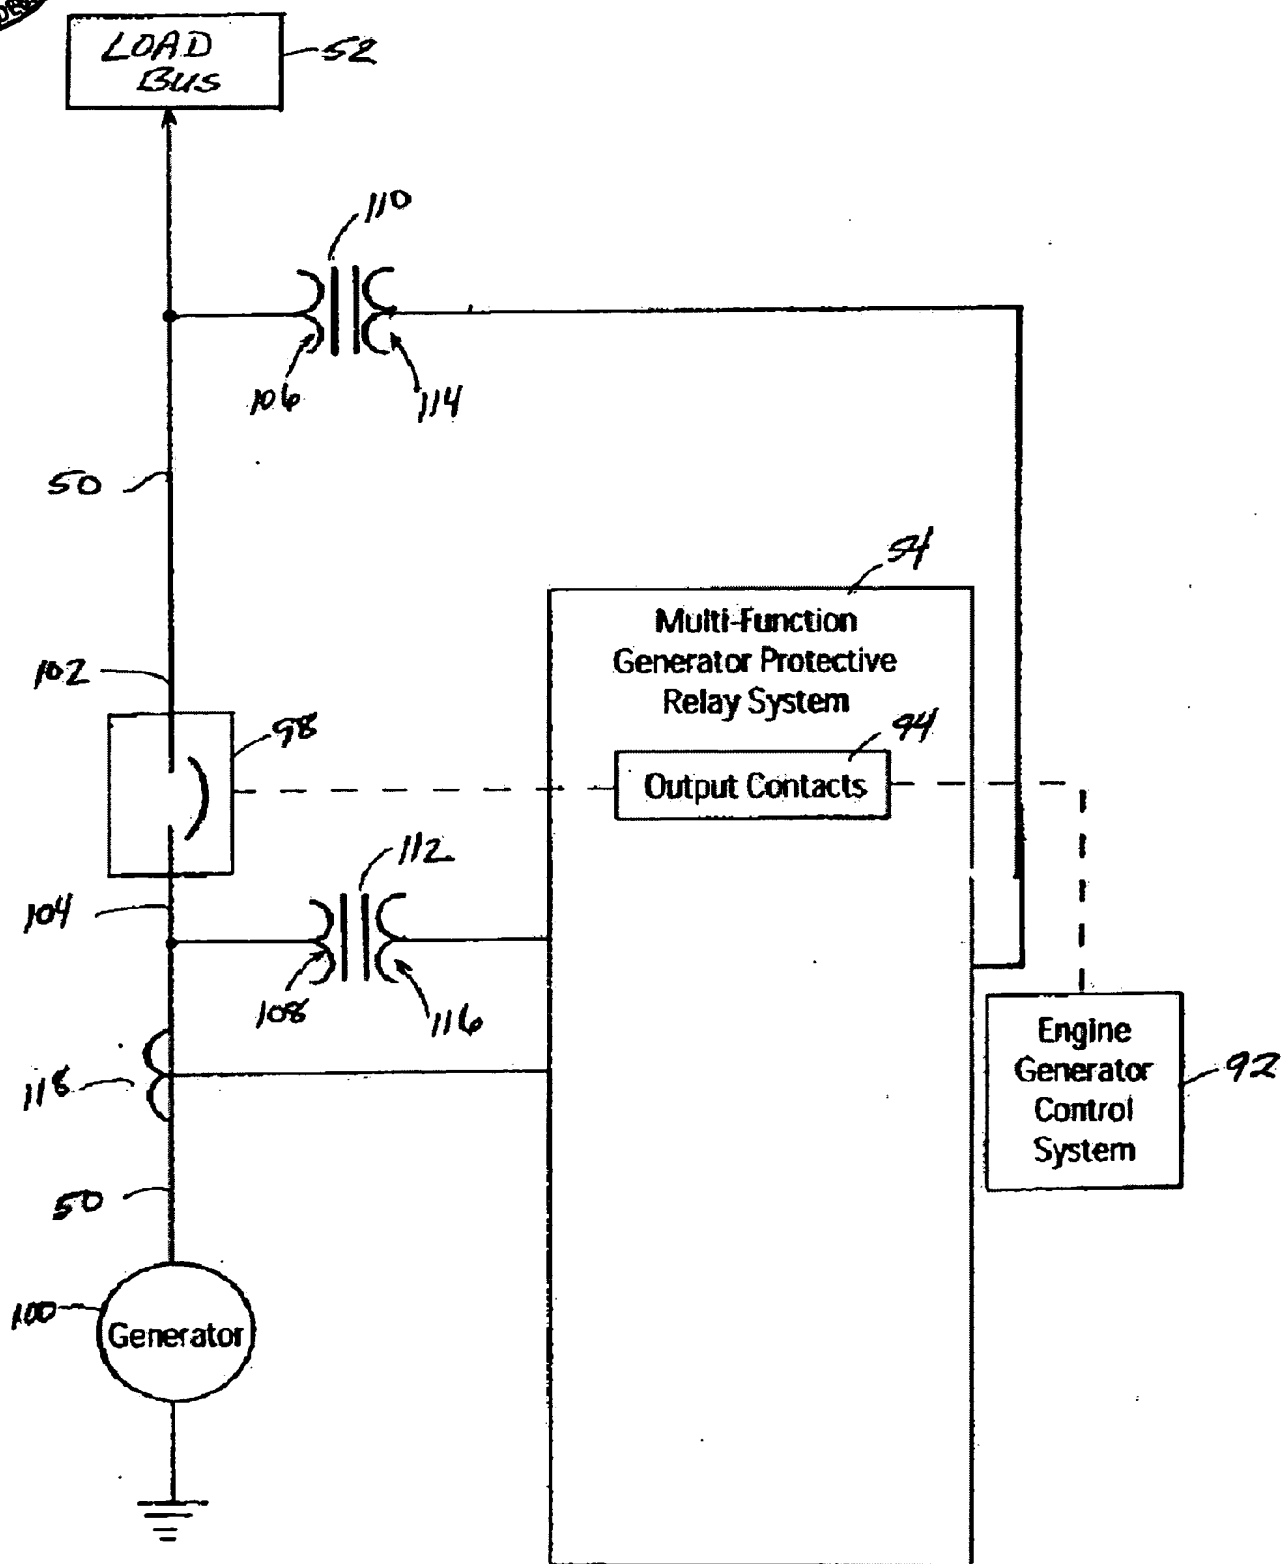 LOAD
BUS
52
110
106
114
50
54
Multi-Function
Generator Protective
Relay System
102
98
94
Output Contacts
112
104
108
116
Engine
Generator
Control
System
92
118
50
100
Generator